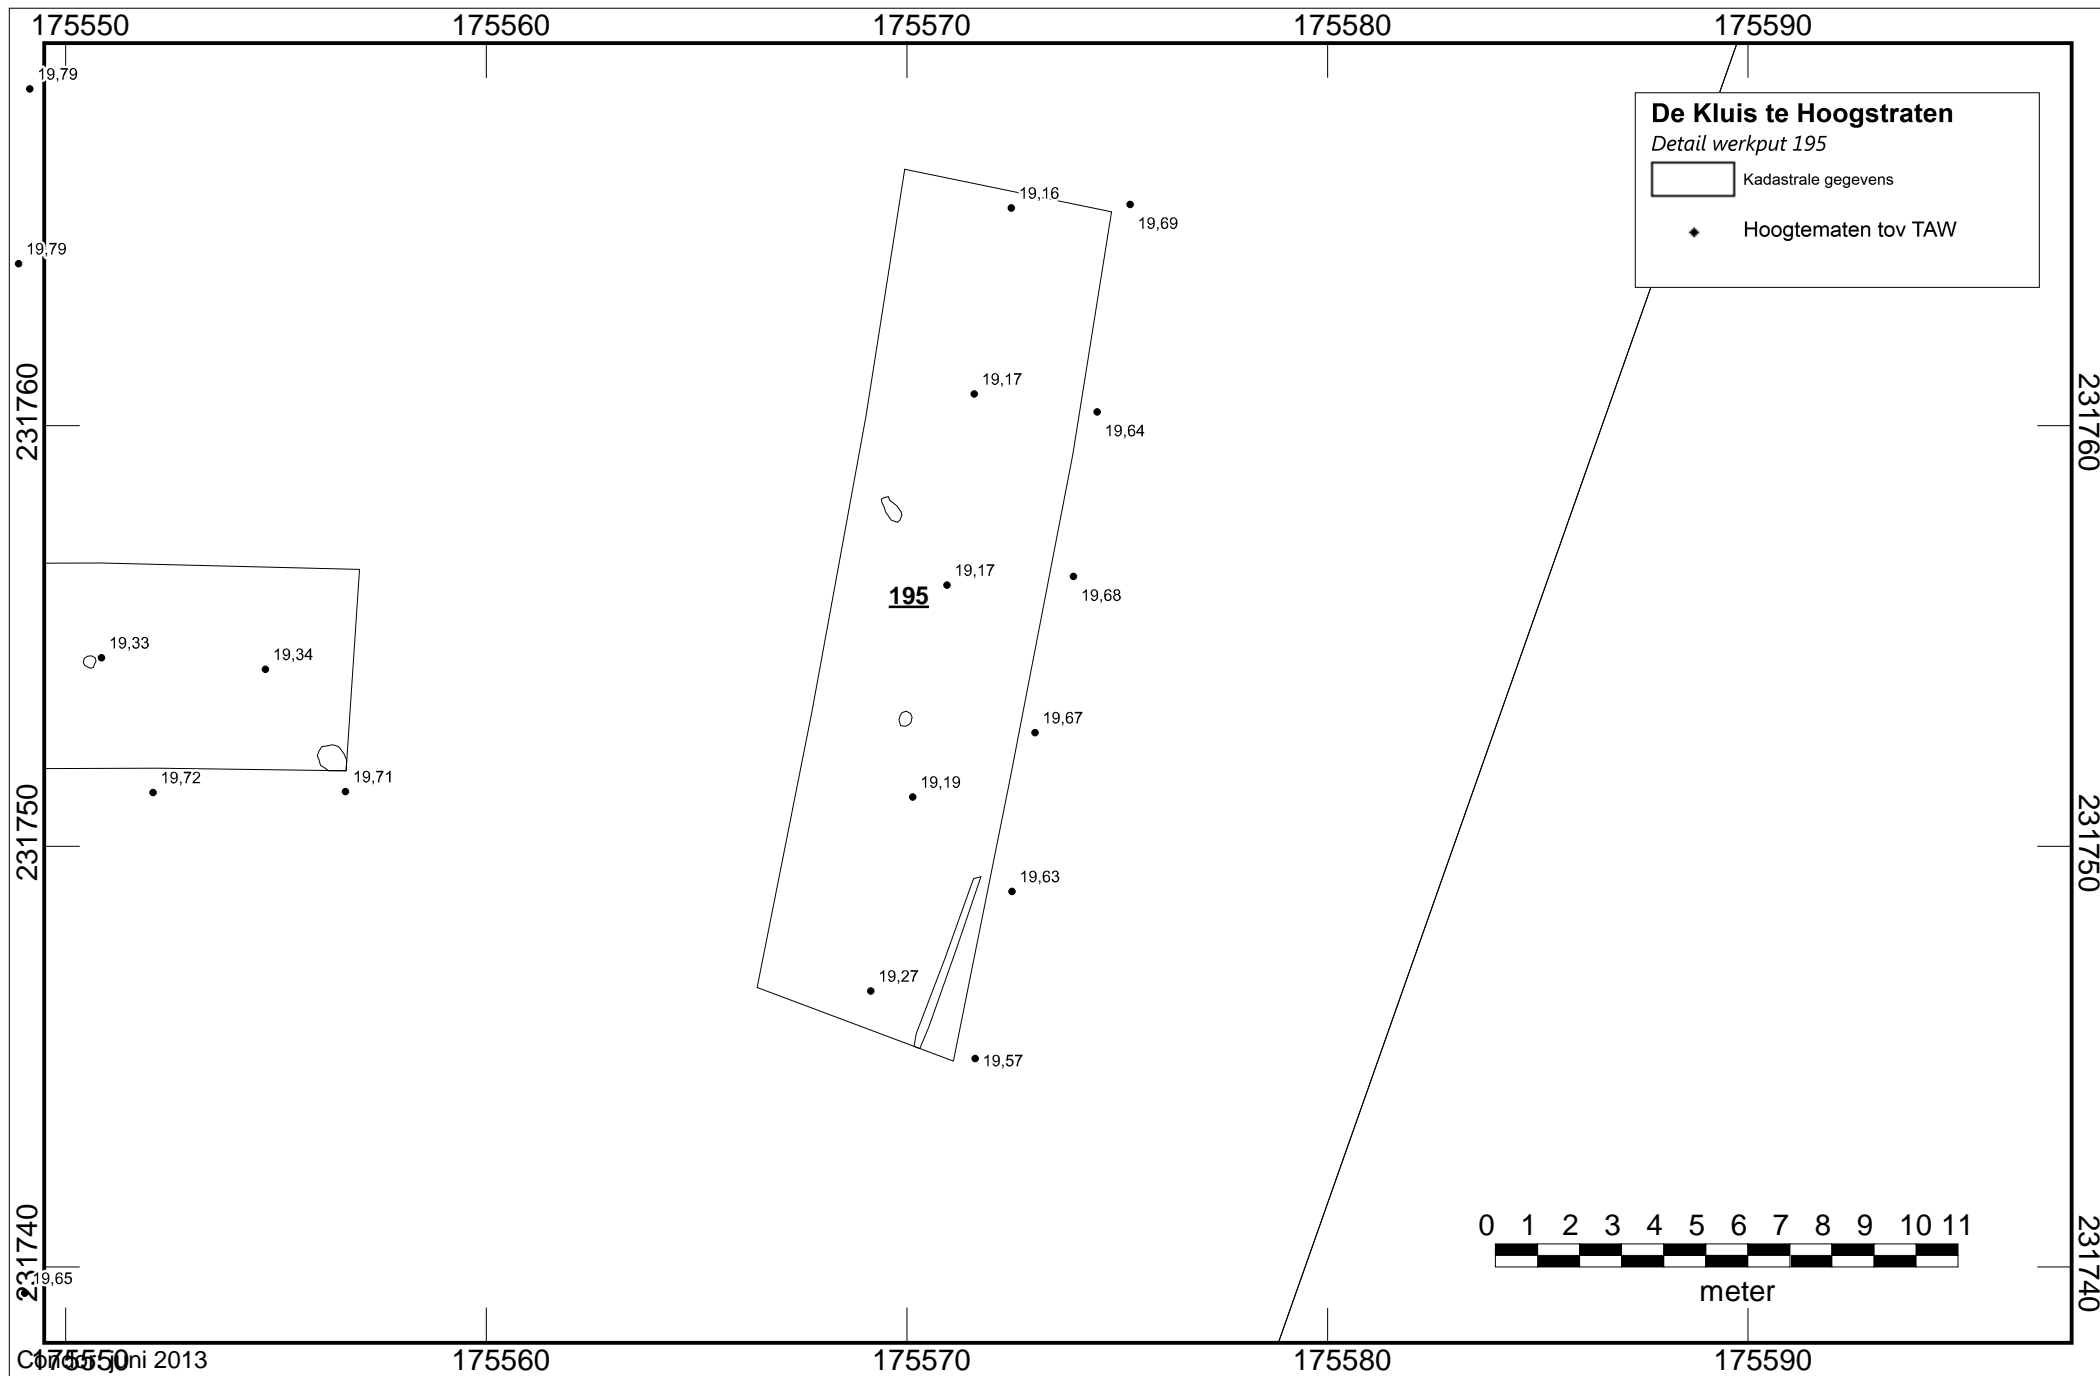 175550 175560 175570 175580 175590
19,79
De Kluis te Hoogstraten
Detail werkput 195
Kadastrale gegevens
Hoogtematen tov TAW
19,16
19,69
19,79
231760
231760
19,17
19,64
19,17
195
19,68
19,33
19,34
19,67
19,72
19,71
19,19
231750
231750
19,63
19,27
19,57
0 1 2 3 4 5 6 7 8 9 10 11
meter
231740
231740
19,65
Condor juni 2013
175550 175560 175570 175580 175590